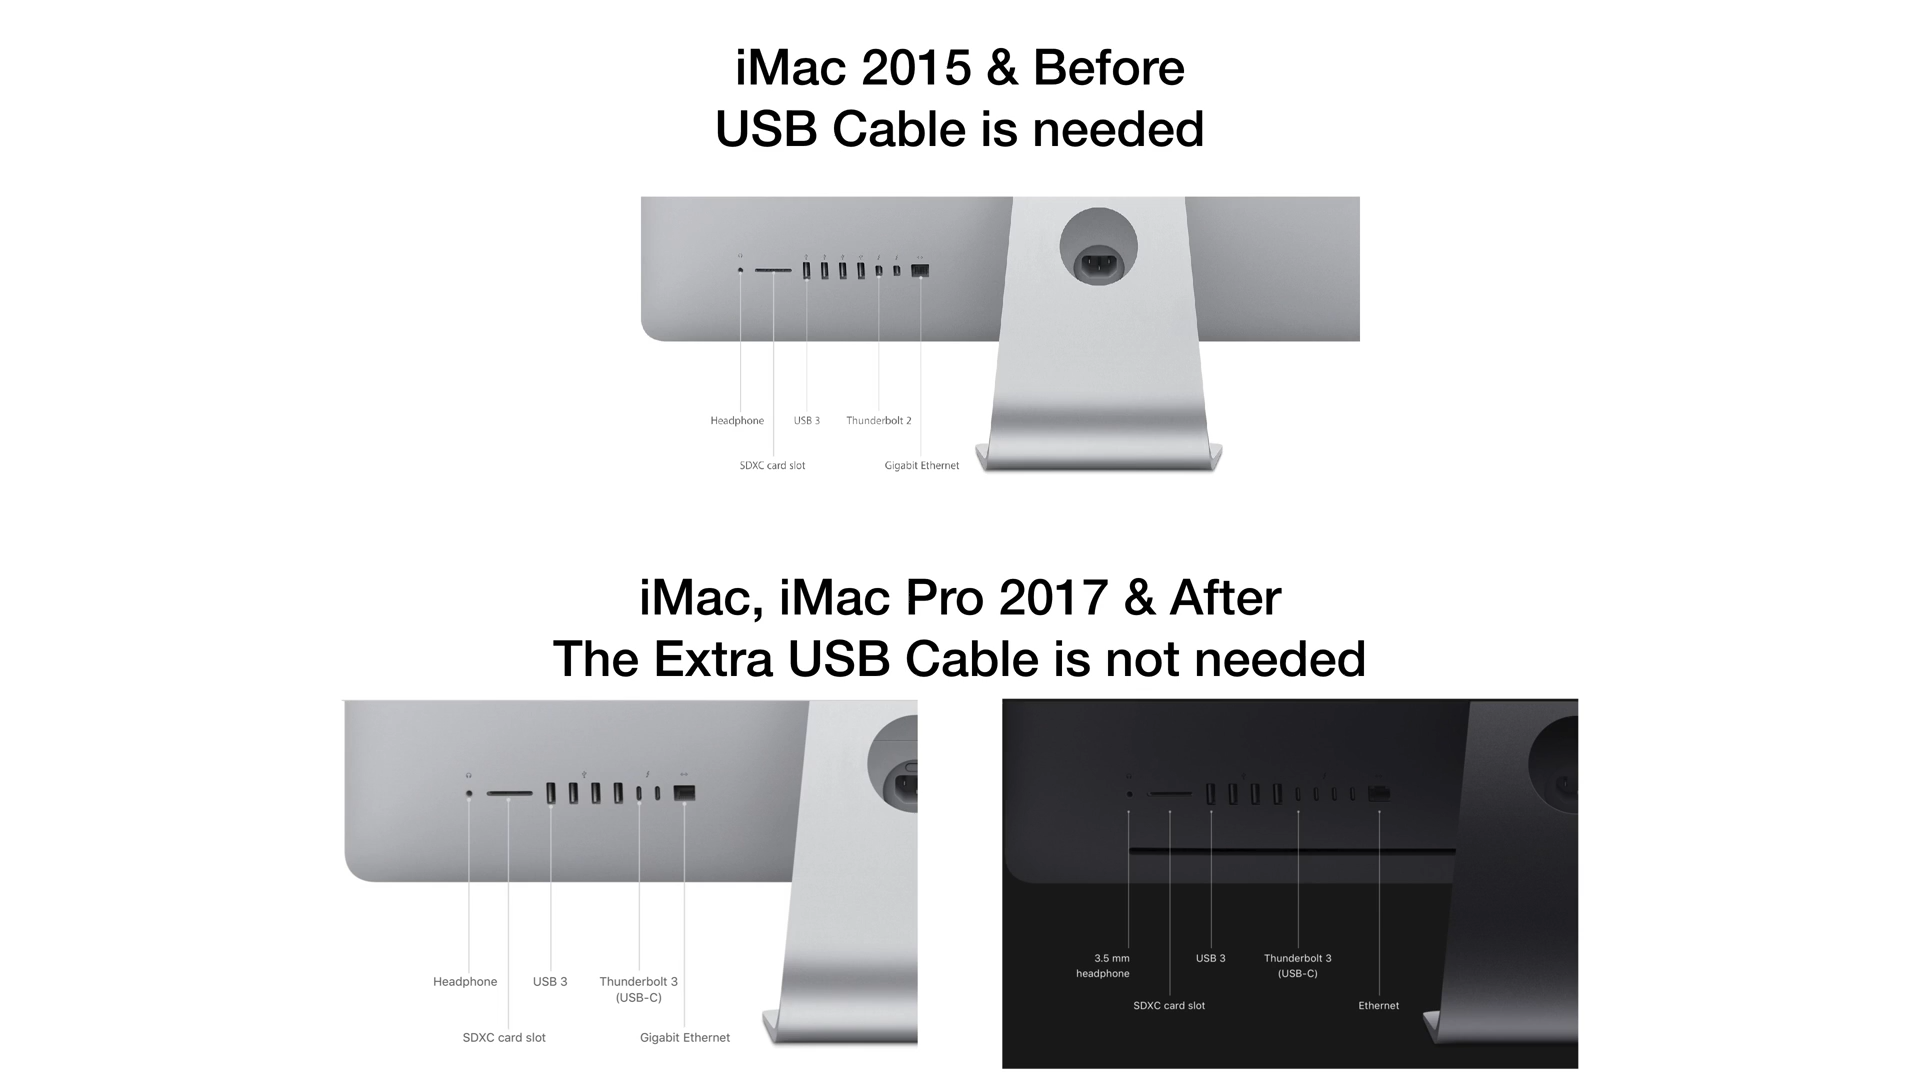 iMac 2015 & Before
USB Cable is needed
Headphone
USB 3
Thunderbolt 2
SDXC card slot
Gigabit Ethernet
iMac, iMac Pro 2017 & After
The Extra USB Cable is not needed
Headphone
USB 3
Thunderbolt 3
(USB-C)
SDXC card slot
Gigabit Ethernet
3.5 mm
headphone
USB 3
Thunderbolt 3
(USB-C)
SDXC card slot
Ethernet